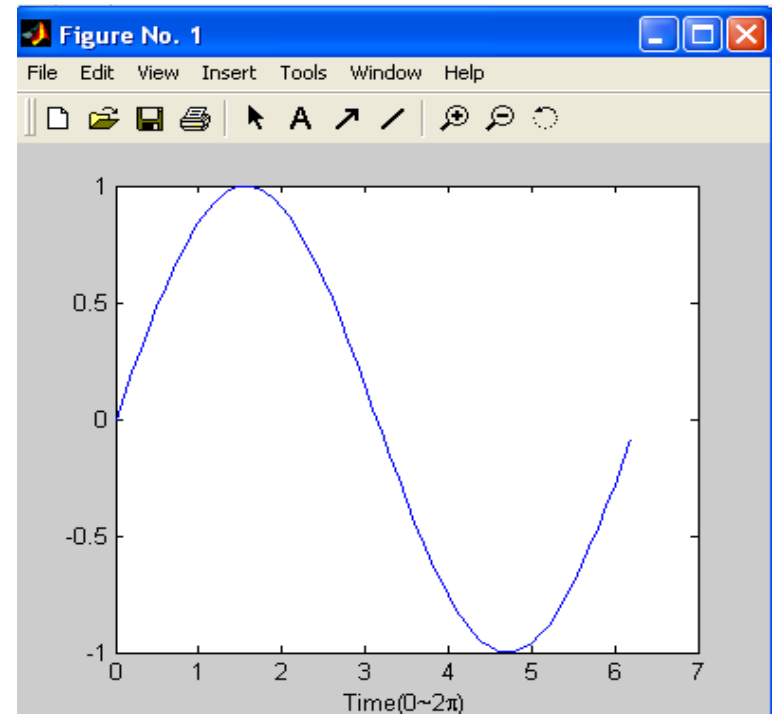 Figure No. 1
File Edit View Insert Tools Window Help
A
1
0.5
0
-0.5
-1
0 1 2 3 4 5 6 7
Time(0~2π)